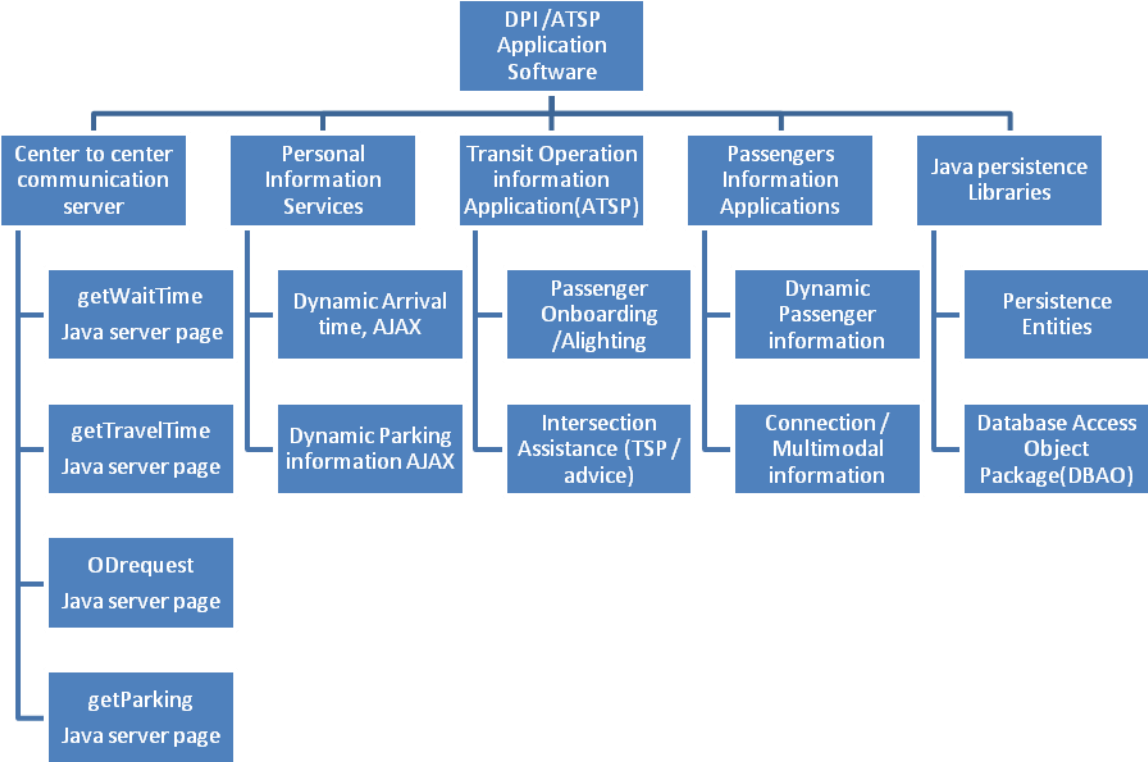 DPI /ATSP
Application
Software
Center to center
communication
server
Personal
Information
Services
Transit Operation
information
Application(ATSP)
Passengers
Information
Applications
Java persistence
Libraries
getWaitTime
Java server page
Dynamic Arrival
time, AJAX
Passenger
Onboarding
/Alighting
Dynamic
Passenger
information
Persistence
Entities
getTravelTime
Java server page
Dynamic Parking
information AJAX
Intersection
Assistance (TSP /
advice)
Connection /
Multimodal
information
Database Access
Object
Package(DBAO)
ODrequest
Java server page
getParking
Java server page